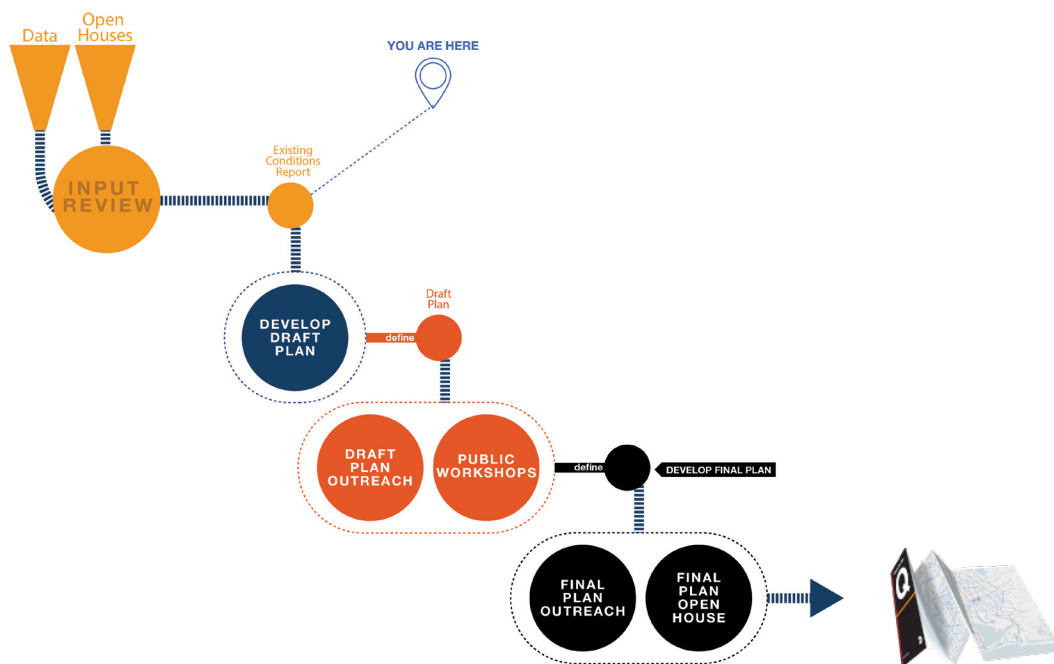 Data
Open
Houses
YOU ARE HERE
INPUT
REVIEW
Existing
Conditions
Report
DEVELOP
DRAFT
PLAN
define
Draft
Plan
DRAFT
PLAN
OUTREACH
PUBLIC
WORKSHOPS
define
DEVELOP FINAL PLAN
FINAL
PLAN
OUTREACH
FINAL
PLAN
OPEN
HOUSE
Q